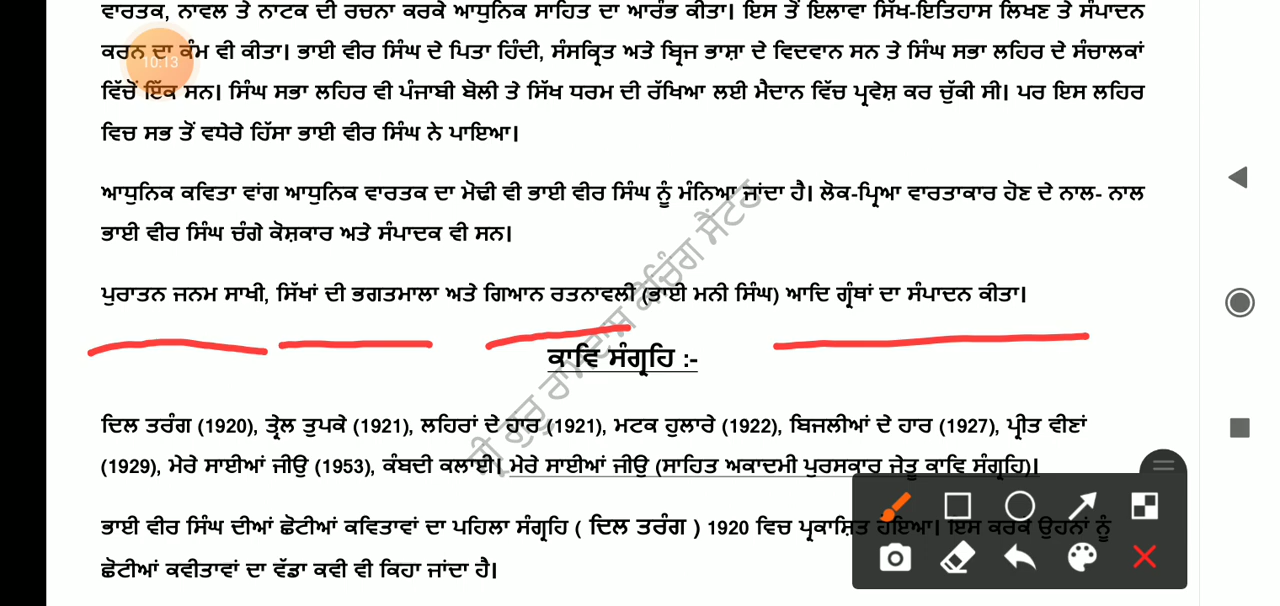 ਵਾਰਤਕ, ਨਾਵਲ ਤੇ ਨਾਟਕ ਦੀ ਰਚਨਾ ਕਰਕੇ ਆਧੁਨਿਕ ਸਾਹਿਤ ਦਾ ਆਰੰਭ ਕੀਤਾ। ਇਸ ਤੋਂ ਇਲਾਵਾ ਸਿੱਖ-ਇਤਿਹਾਸ ਲਿਖਣ ਤੇ ਸੰਪਾਦਨ
ਕਰਨ ਦਾ ਕੰਮ ਵੀ ਕੀਤਾ। ਭਾਈ ਵੀਰ ਸਿੰਘ ਦੇ ਪਿਤਾ ਹਿੰਦੀ, ਸੰਸਕ੍ਰਿਤ ਅਤੇ ਬ੍ਰਿਜ ਭਾਸ਼ਾ ਦੇ ਵਿਦਵਾਨ ਸਨ ਤੇ ਸਿੰਘ ਸਭਾ ਲਹਿਰ ਦੇ ਸੰਚਾਲਕਾਂ
10:13
ਵਿੱਚੋਂ ਇੱਕ ਸਨ। ਸਿੰਘ ਸਭਾ ਲਹਿਰ ਵੀ ਪੰਜਾਬੀ ਬੋਲੀ ਤੇ ਸਿੱਖ ਧਰਮ ਦੀ ਰੱਖਿਆ ਲਈ ਮੈਦਾਨ ਵਿੱਚ ਪ੍ਰਵੇਸ਼ ਕਰ ਚੁੱਕੀ ਸੀ। ਪਰ ਇਸ ਲਹਿਰ
ਵਿਚ ਸਭ ਤੋਂ ਵਧੇਰੇ ਹਿੱਸਾ ਭਾਈ ਵੀਰ ਸਿੰਘ ਨੇ ਪਾਇਆ।
ਆਧੁਨਿਕ ਕਵਿਤਾ ਵਾਂਗ ਆਧੁਨਿਕ ਵਾਰਤਕ ਦਾ ਮੋਢੀ ਵੀ ਭਾਈ ਵੀਰ ਸਿੰਘ ਨੂੰ ਮੰਨਿਆ ਜਾਂਦਾ ਹੈ। ਲੋਕ-ਪ੍ਰਿਆ ਵਾਰਤਾਕਾਰ ਹੋਣ ਦੇ ਨਾਲ- ਨਾਲ
ਭਾਈ ਵੀਰ ਸਿੰਘ ਚੰਗੇ ਕੋਸ਼ਕਾਰ ਅਤੇ ਸੰਪਾਦਕ ਵੀ ਸਨ।
ਪੁਰਾਤਨ ਜਨਮ ਸਾਖੀ, ਸਿੱਖਾਂ ਦੀ ਭਗਤਮਾਲਾ ਅਤੇ ਗਿਆਨ ਰਤਨਾਵਲੀ (ਭਾਈ ਮਨੀ ਸਿੰਘ) ਆਦਿ ਗ੍ਰੰਥਾਂ ਦਾ ਸੰਪਾਦਨ ਕੀਤਾ।
ਸ੍ਰੀ ਗੁਰੂ ਰਾਮਦਾਸ ਕੋਚਿੰਗ ਸੈਂਟਰ
ਕਾਵਿ ਸੰਗ੍ਰਹਿ :-
ਦਿਲ ਤਰੰਗ (1920), ਤ੍ਰੇਲ ਤੁਪਕੇ (1921), ਲਹਿਰਾਂ ਦੇ ਹਾਰ (1921), ਮਟਕ ਹੁਲਾਰੇ (1922), ਬਿਜਲੀਆਂ ਦੇ ਹਾਰ (1927), ਪ੍ਰੀਤ ਵੀਣਾਂ
(1929), ਮੇਰੇ ਸਾਈਆਂ ਜੀਉ (1953), ਕੰਬਦੀ ਕਲਾਈ। ਮੇਰੇ ਸਾਈਆਂ ਜੀਉ (ਸਾਹਿਤ ਅਕਾਦਮੀ ਪੁਰਸਕਾਰ ਜੇਤੂ ਕਾਵਿ ਸੰਗ੍ਰਹਿ)।
ਭਾਈ ਵੀਰ ਸਿੰਘ ਦੀਆਂ ਛੋਟੀਆਂ ਕਵਿਤਾਵਾਂ ਦਾ ਪਹਿਲਾ ਸੰਗ੍ਰਹਿ ( ਦਿਲ ਤਰੰਗ ) 1920 ਵਿਚ ਪ੍ਰਕਾਸ਼ਿਤ ਹੋਇਆ। ਇਸ ਕਰਕੇ ਉਹਨਾਂ ਨੂੰ
ਛੋਟੀਆਂ ਕਵੀਤਾਵਾਂ ਦਾ ਵੱਡਾ ਕਵੀ ਵੀ ਕਿਹਾ ਜਾਂਦਾ ਹੈ।